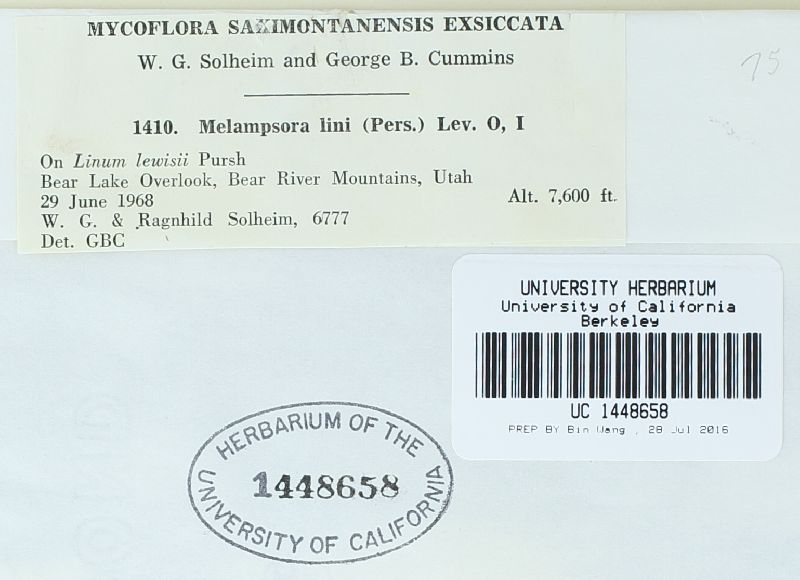 MYCOFLORA SAXIMONTANENSIS EXSICCATA
W. G. Solheim and George B. Cummins
1410. Melampsora lini (Pers.) Lev. O, I
On Linum lewisii Pursh
Bear Lake Overlook, Bear River Mountains, Utah
29 June 1968 Alt. 7,600 ft.
W. G. & Ragnhild Solheim, 6777
Det. GBC
75
UNIVERSITY HERBARIUM
University of California
Berkeley
UC 1448658
PREP BY Bin Wang , 28 Jul 2016
HERBARIUM OF THE
1448658
UNIVERSITY OF CALIFORNIA